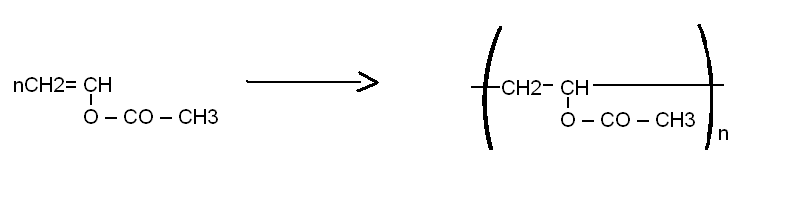 nCH2= CH CH2- CH
O – CO – CH3 O – CO – CH3
n